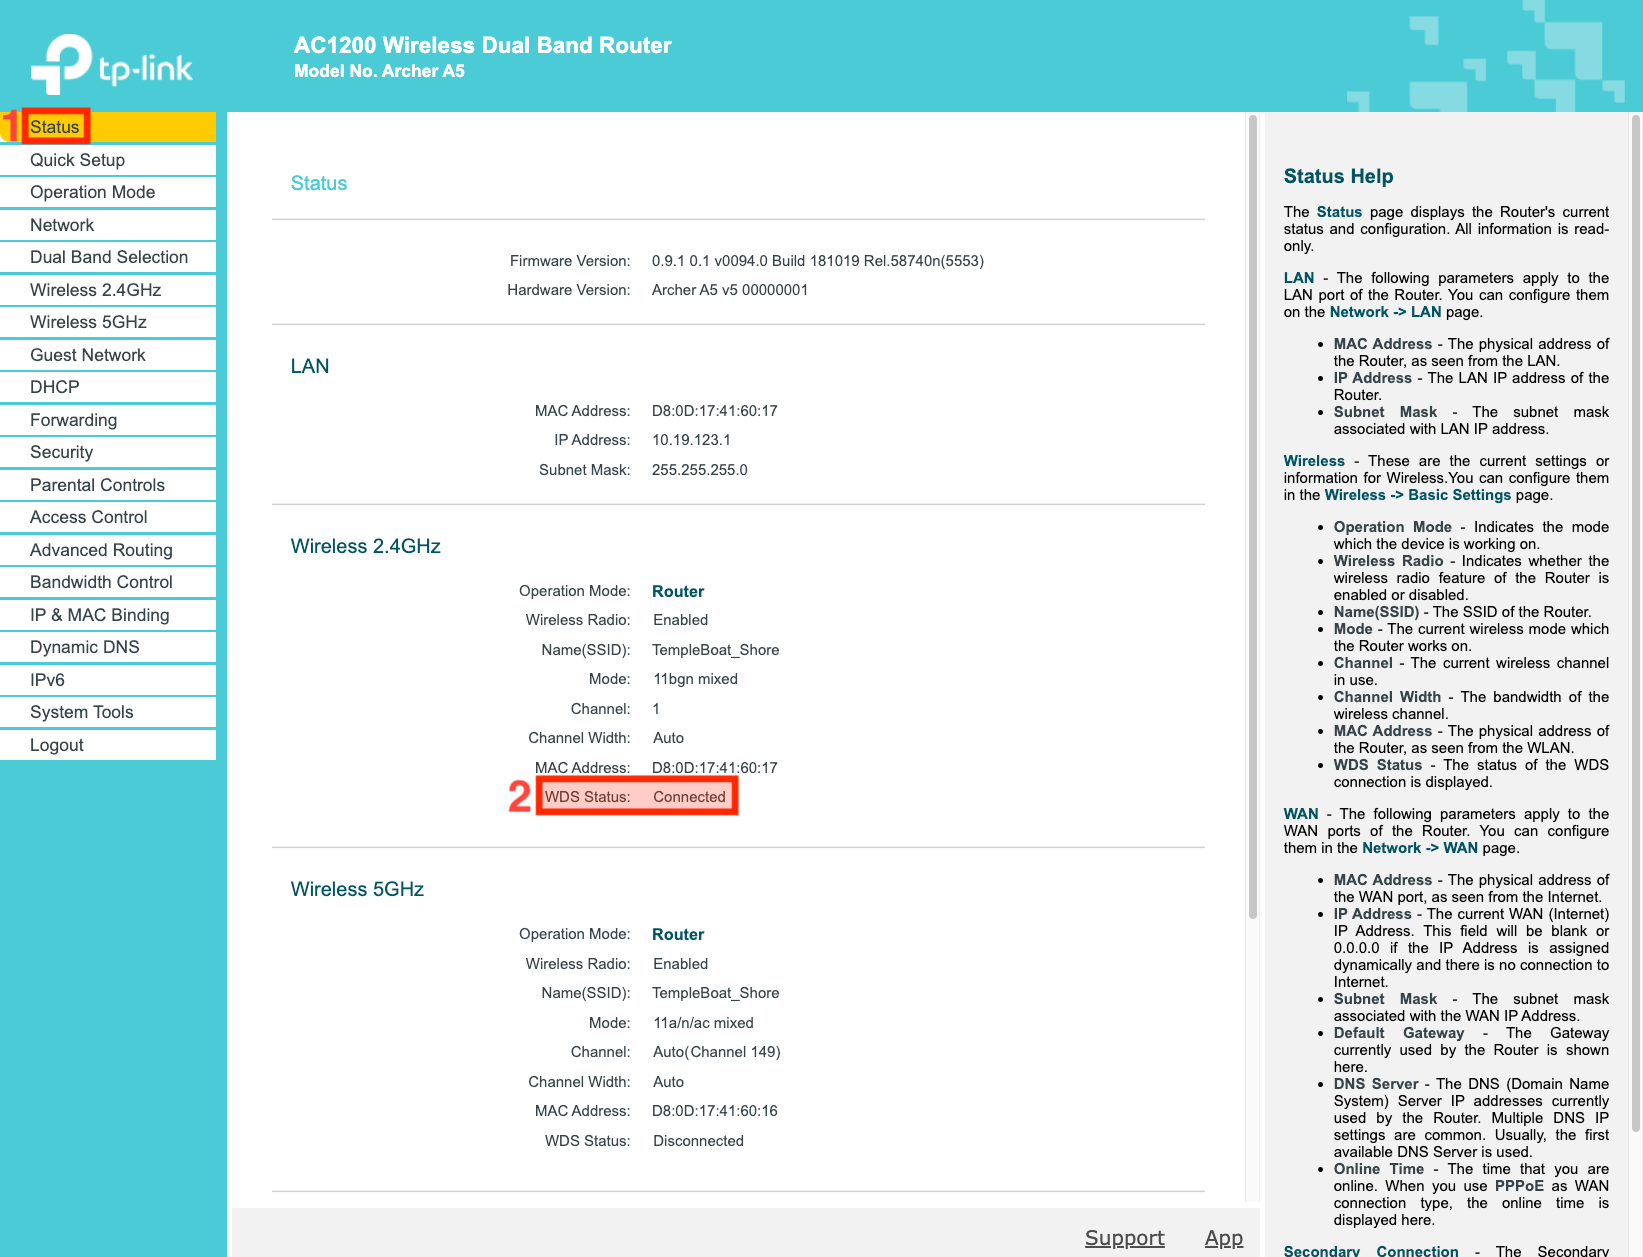 tp-link
AC1200 Wireless Dual Band Router
Model No. Archer A5
1
Status
Quick Setup
Operation Mode
Network
Dual Band Selection
Wireless 2.4GHz
Wireless 5GHz
Guest Network
DHCP
Forwarding
Security
Parental Controls
Access Control
Advanced Routing
Bandwidth Control
IP & MAC Binding
Dynamic DNS
IPv6
System Tools
Logout
Status
Firmware Version: 0.9.1 0.1 v0094.0 Build 181019 Rel.58740n(5553)
Hardware Version: Archer A5 v5 00000001
LAN
MAC Address: D8:0D:17:41:60:17
IP Address: 10.19.123.1
Subnet Mask: 255.255.255.0
Wireless 2.4GHz
Operation Mode: Router
Wireless Radio: Enabled
Name(SSID): TempleBoat_Shore
Mode: 11bgn mixed
Channel: 1
Channel Width: Auto
MAC Address: D8:0D:17:41:60:17
2 WDS Status: Connected
Wireless 5GHz
Operation Mode: Router
Wireless Radio: Enabled
Name(SSID): TempleBoat_Shore
Mode: 11a/n/ac mixed
Channel: Auto(Channel 149)
Channel Width: Auto
MAC Address: D8:0D:17:41:60:16
WDS Status: Disconnected
Support App
Status Help
The Status page displays the Router's current
status and configuration. All information is read-
only.
LAN - The following parameters apply to the
LAN port of the Router. You can configure them
on the Network -> LAN page.
• MAC Address - The physical address of
the Router, as seen from the LAN.
• IP Address - The LAN IP address of the
Router.
• Subnet Mask - The subnet mask
associated with LAN IP address.
Wireless - These are the current settings or
information for Wireless.You can configure them
in the Wireless -> Basic Settings page.
• Operation Mode - Indicates the mode
which the device is working on.
• Wireless Radio - Indicates whether the
wireless radio feature of the Router is
enabled or disabled.
• Name(SSID) - The SSID of the Router.
• Mode - The current wireless mode which
the Router works on.
• Channel - The current wireless channel
in use.
• Channel Width - The bandwidth of the
wireless channel.
• MAC Address - The physical address of
the Router, as seen from the WLAN.
• WDS Status - The status of the WDS
connection is displayed.
WAN - The following parameters apply to the
WAN ports of the Router. You can configure
them in the Network -> WAN page.
• MAC Address - The physical address of
the WAN port, as seen from the Internet.
• IP Address - The current WAN (Internet)
IP Address. This field will be blank or
0.0.0.0 if the IP Address is assigned
dynamically and there is no connection to
Internet.
• Subnet Mask - The subnet mask
associated with the WAN IP Address.
• Default Gateway - The Gateway
currently used by the Router is shown
here.
• DNS Server - The DNS (Domain Name
System) Server IP addresses currently
used by the Router. Multiple DNS IP
settings are common. Usually, the first
available DNS Server is used.
• Online Time - The time that you are
online. When you use PPPoE as WAN
connection type, the online time is
displayed here.
Secondary Connection - The Secondary